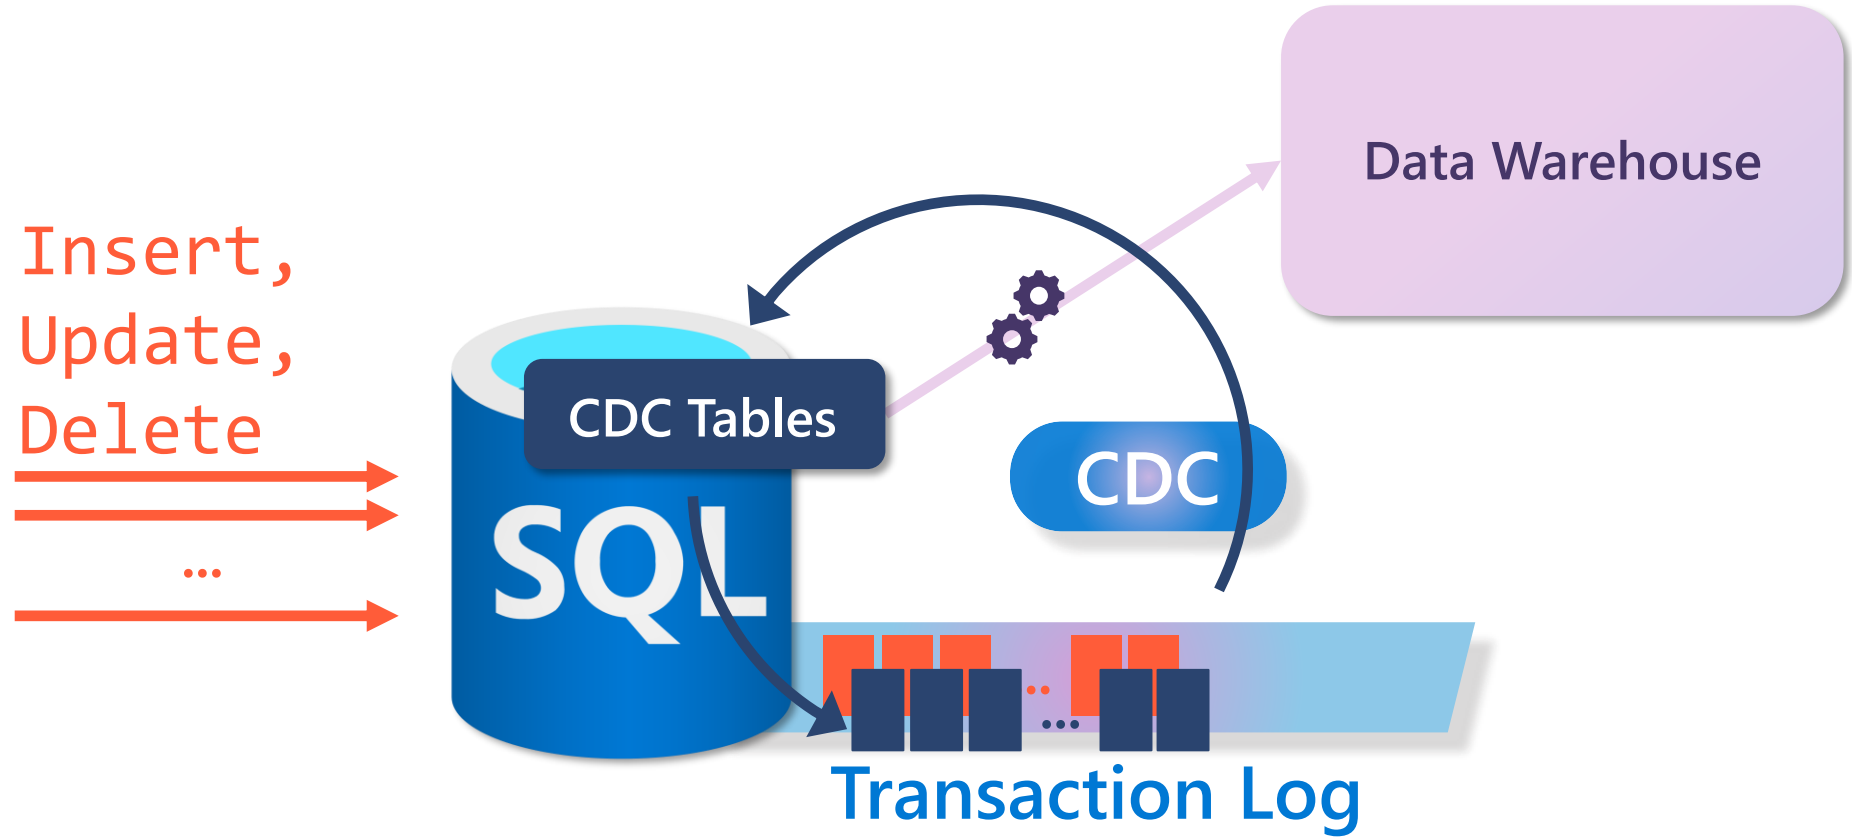 Data Warehouse
Insert,
Update,
Delete
...
CDC Tables
CDC
SQL
Transaction Log